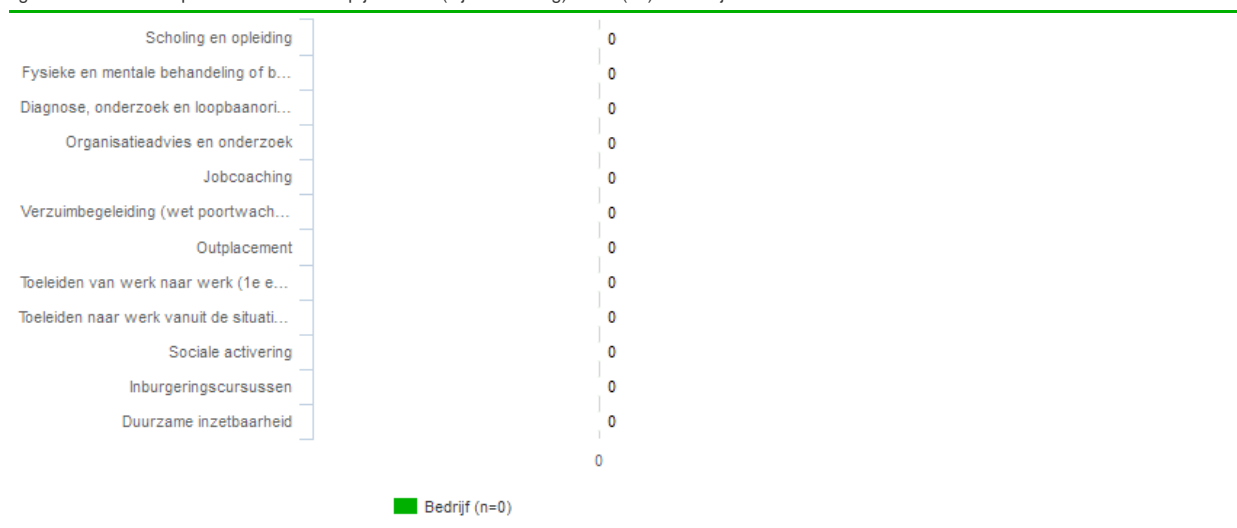 Scholing en opleiding 0
Fysieke en mentale behandeling of b... 0
Diagnose, onderzoek en loopbaanori... 0
Organisatieadvies en onderzoek 0
Jobcoaching 0
Verzuimbegeleiding (wet poortwach... 0
Outplacement 0
Toeleiden van werk naar werk (1e e... 0
Toeleiden naar werk vanuit de situati... 0
Sociale activering 0
Inburgeringscursussen 0
Duurzame inzetbaarheid 0
0
Bedrijf (n=0)